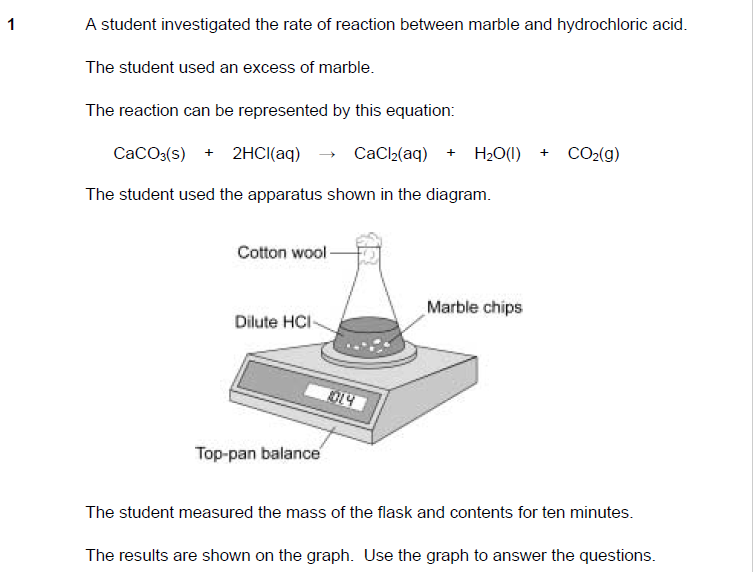 1 A student investigated the rate of reaction between marble and hydrochloric acid.
The student used an excess of marble.
The reaction can be represented by this equation:
CaCO₃(s) + 2HCl(aq) → CaCl₂(aq) + H₂O(l) + CO₂(g)
The student used the apparatus shown in the diagram.
Cotton wool
Marble chips
Dilute HCl
101.4
Top-pan balance
The student measured the mass of the flask and contents for ten minutes.
The results are shown on the graph. Use the graph to answer the questions.